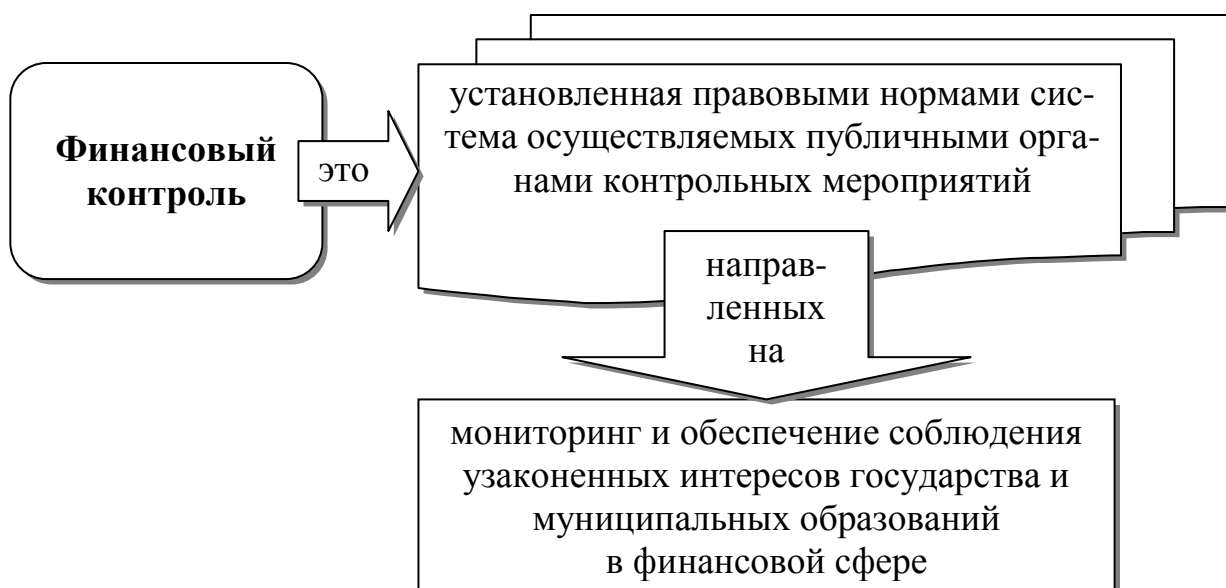 Финансовый
контроль
это
установленная правовыми нормами сис-
тема осуществляемых публичными орга-
нами контрольных мероприятий
направ-
ленных
на
мониторинг и обеспечение соблюдения
узаконенных интересов государства и
муниципальных образований
в финансовой сфере